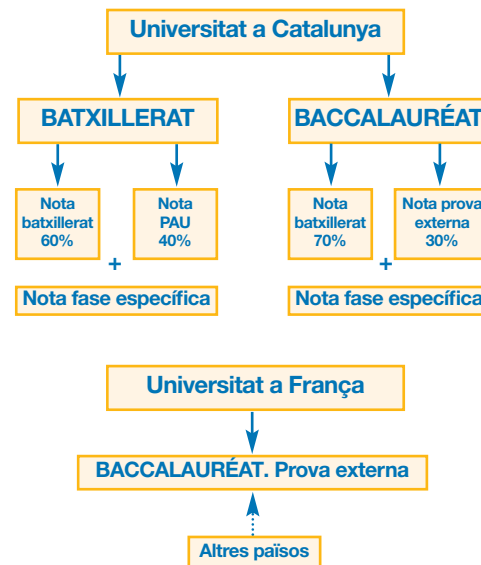 Universitat a Catalunya
BATXILLERAT
BACCALAURÉAT
Nota
batxillerat
60%
Nota
PAU
40%
+
Nota fase específica
Nota
batxillerat
70%
Nota prova
externa
30%
+
Nota fase específica
Universitat a França
BACCALAURÉAT. Prova externa
Altres països